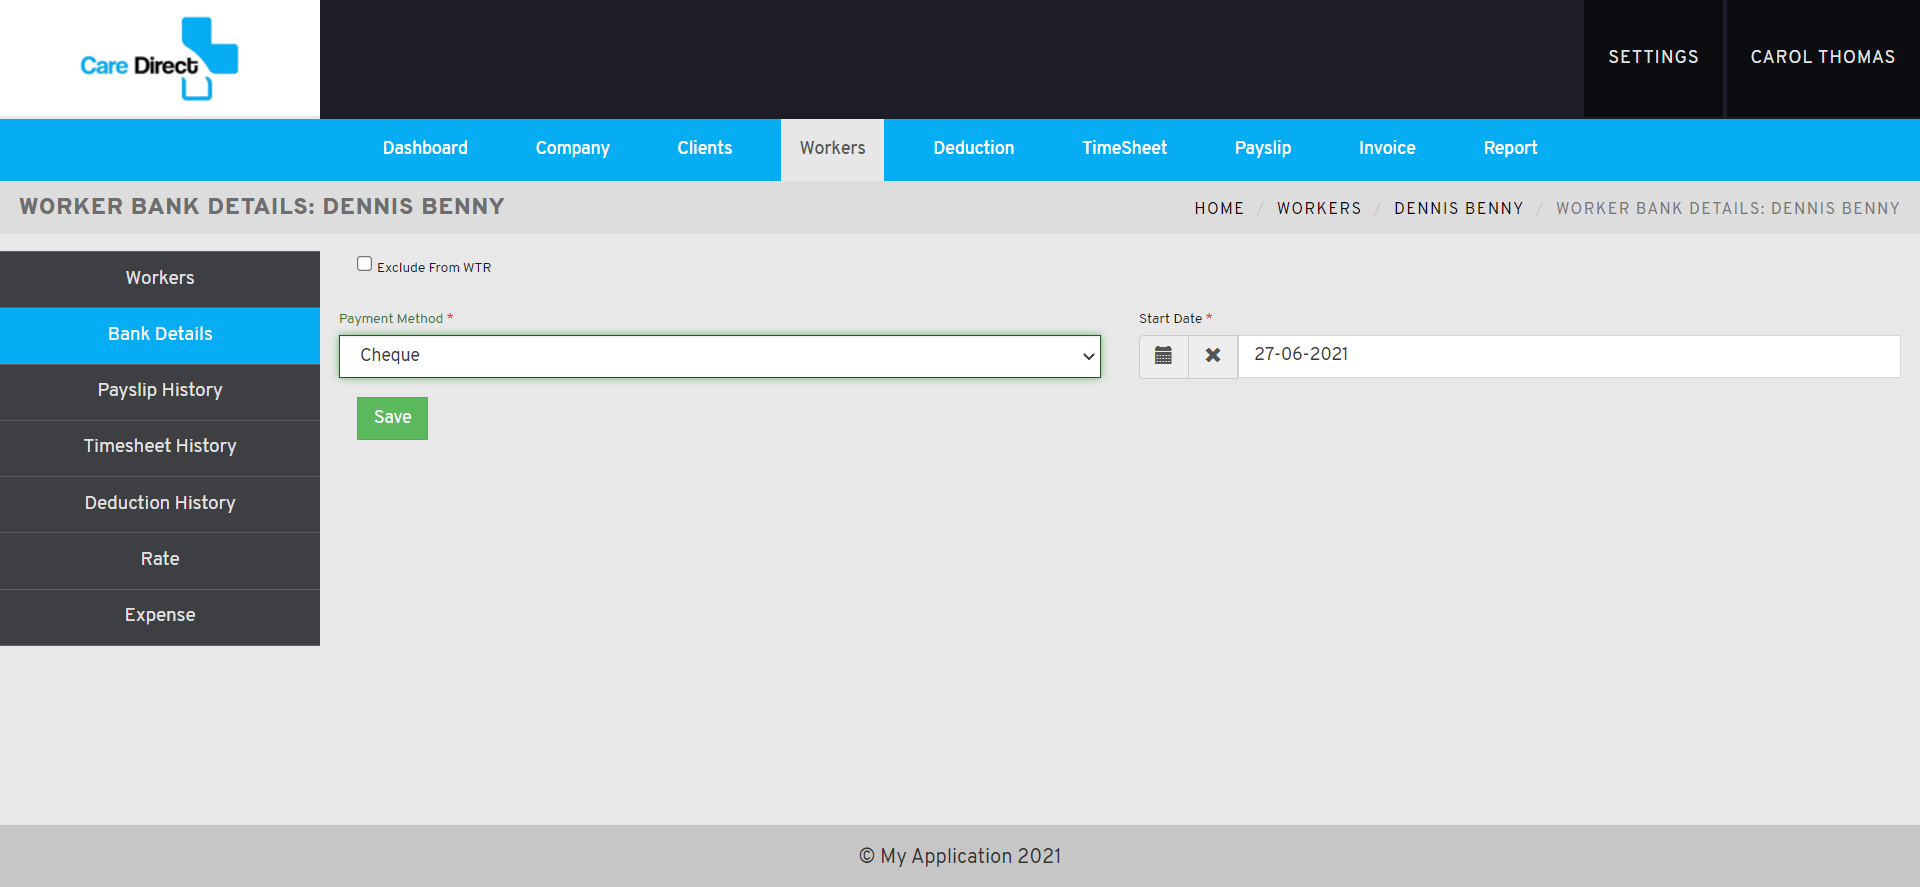 Care Direct
SETTINGS
CAROL THOMAS
Dashboard
Company
Clients
Workers
Deduction
TimeSheet
Payslip
Invoice
Report
WORKER BANK DETAILS: DENNIS BENNY
HOME / WORKERS / DENNIS BENNY / WORKER BANK DETAILS: DENNIS BENNY
Workers
Bank Details
Payslip History
Timesheet History
Deduction History
Rate
Expense
Exclude From WTR
Payment Method *
Cheque
Start Date *
27-06-2021
Save
© My Application 2021